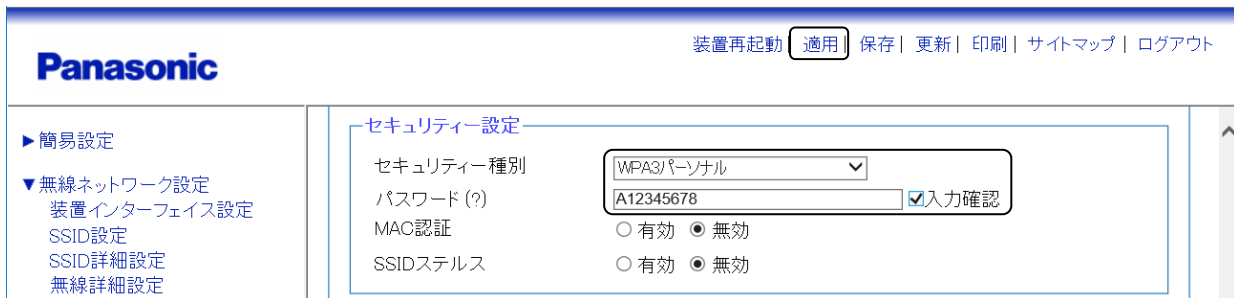 装置再起動| 適用| 保存| 更新| 印刷| サイトマップ| ログアウト
Panasonic
▶簡易設定
▼無線ネットワーク設定
装置インターフェイス設定
SSID設定
SSID詳細設定
無線詳細設定
セキュリティー設定
セキュリティー種別 WPA3パーソナル
パスワード(?) A12345678 入力確認
MAC認証 有効 無効
SSIDステルス 有効 無効